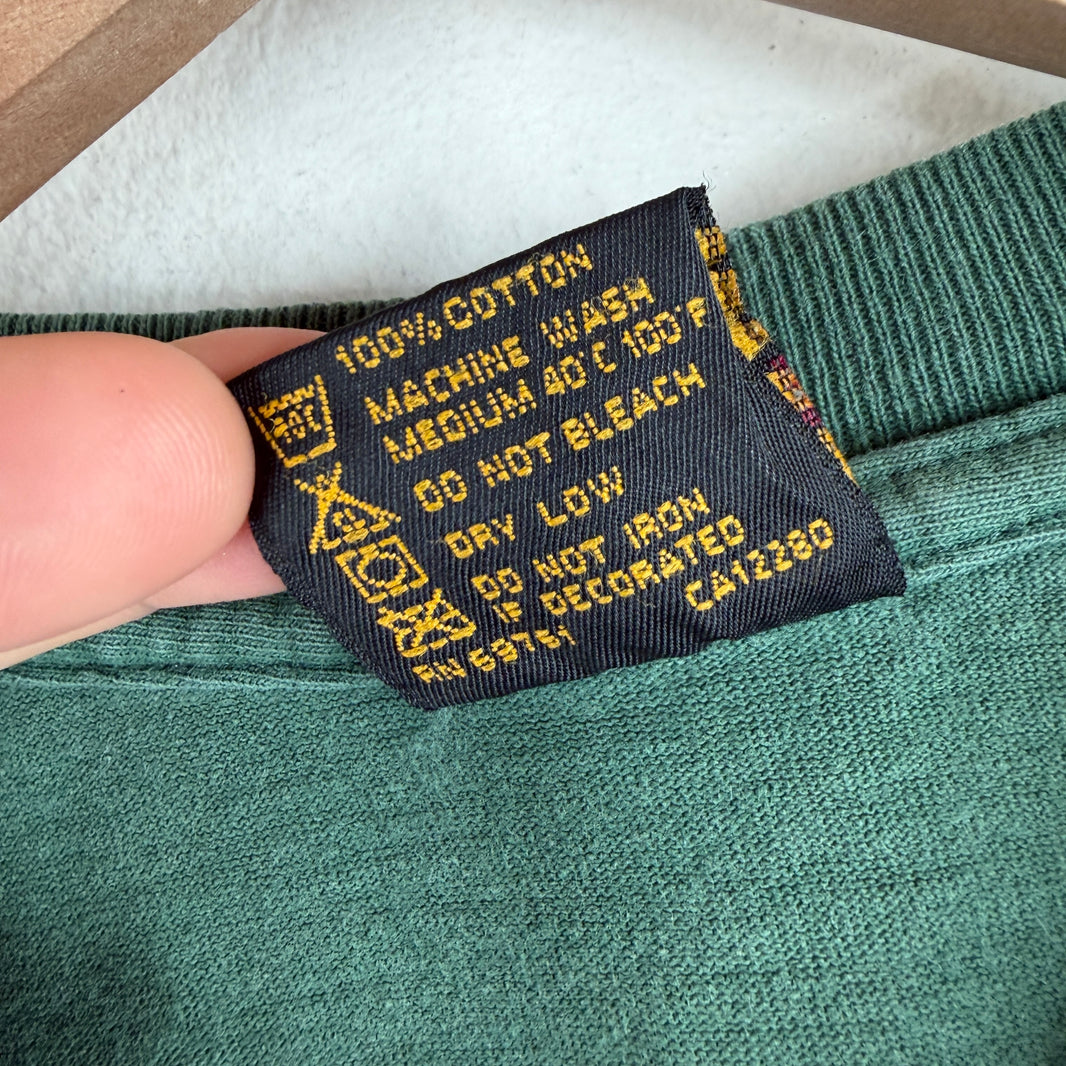 100% COTTON
MACHINE WASH
MEDIUM 40°C 100°F
DO NOT BLEACH
DRY LOW
DO NOT IRON
IF DECORATED
RN 59761 CA12280